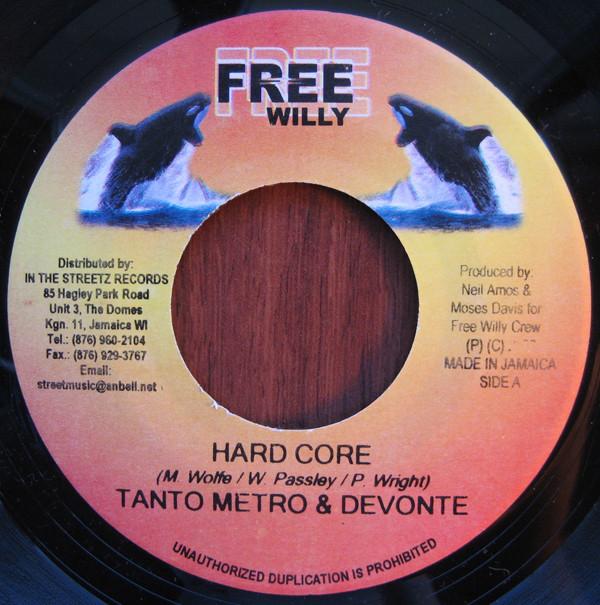 FREE
WILLY
Distributed by:
IN THE STREETZ RECORDS
85 Hagley Park Road
Unit 3, The Domes
Kgn. 11, Jamaica WI
Tel.: (876) 960-2104
Fax.: (876) 929-3767
Email:
streetmusic@anbell.net
Produced by:
Neil Amos &
Moses Davis for
Free Willy Crew
(P) (C)
MADE IN JAMAICA
SIDE A
HARD CORE
(M. Wolfe / W. Passley / P. Wright)
TANTO METRO & DEVONTE
UNAUTHORIZED DUPLICATION IS PROHIBITED